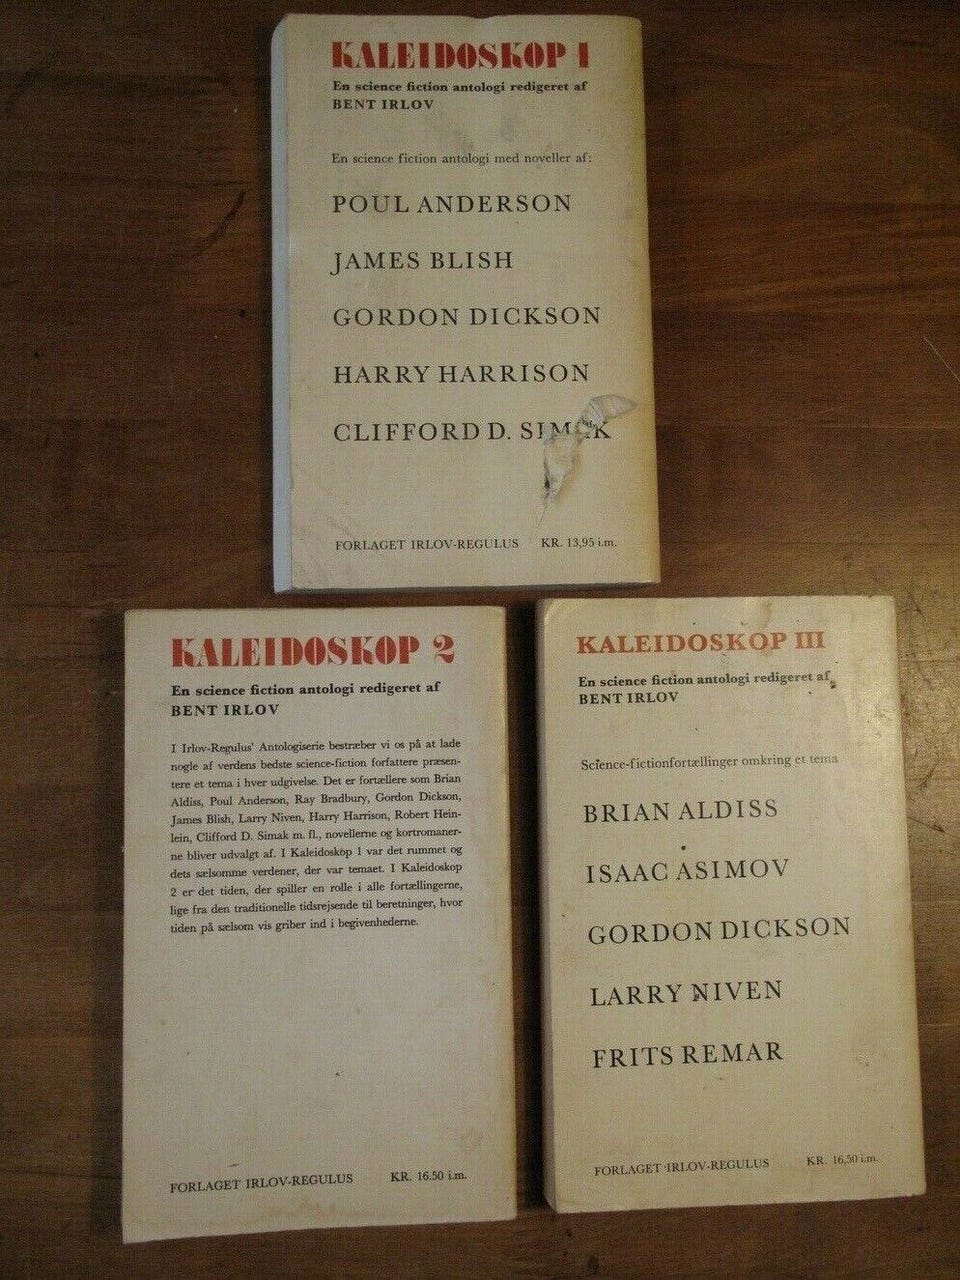 KALEIDOSKOP 1
En science fiction antologi redigeret af
BENT IRLOV
En science fiction antologi med noveller af:
POUL ANDERSON
JAMES BLISH
GORDON DICKSON
HARRY HARRISON
CLIFFORD D. SIMAK
FORLAGET IRLOV-REGULUS KR. 13,95 i.m.
KALEIDOSKOP 2
En science fiction antologi redigeret af
BENT IRLOV
I Irlov-Regulus' Antologiserie bestræber vi os på at lade
nogle af verdens bedste science-fiction forfattere præsen-
tere et tema i hver udgivelse. Det er fortællere som Brian
Aldiss, Poul Anderson, Ray Bradbury, Gordon Dickson,
James Blish, Larry Niven, Harry Harrison, Robert Hein-
lein, Clifford D. Simak m. fl., novellerne og kortromaner-
ne bliver udvalgt af. I Kaleidoskop 1 var det rummet og
dets sælsomme verdener, der var temaet. I Kaleidoskop
2 er det tiden, der spiller en rolle i alle fortællingerne,
lige fra den traditionelle tidsrejsende til beretninger, hvor
tiden på sælsom vis griber ind i begivenhederne.
FORLAGET IRLOV-REGULUS KR. 16.50 i.m.
KALEIDOSKOP III
En science fiction antologi redigeret af
BENT IRLOV
Science-fictionfortællinger omkring et tema
BRIAN ALDISS
ISAAC ASIMOV
GORDON DICKSON
LARRY NIVEN
FRITS REMAR
FORLAGET IRLOV-REGULUS KR. 16,50 i.m.